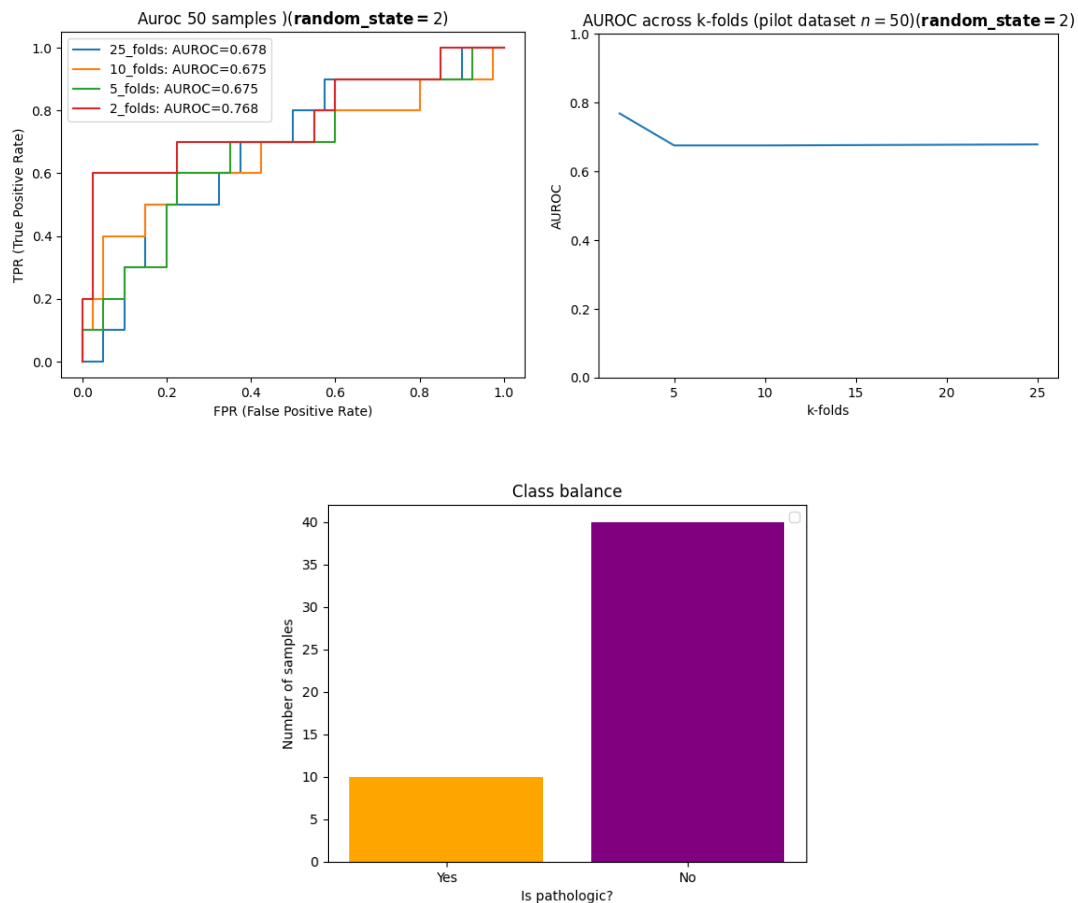 Auroc 50 samples )(random_state = 2)
25_folds: AUROC=0.678
10_folds: AUROC=0.675
5_folds: AUROC=0.675
2_folds: AUROC=0.768
1.0
0.8
0.6
0.4
0.2
0.0
TPR (True Positive Rate)
0.0 0.2 0.4 0.6 0.8 1.0
FPR (False Positive Rate)
AUROC across k-folds (pilot dataset n = 50)(random_state = 2)
1.0
0.8
0.6
0.4
0.2
0.0
AUROC
5 10 15 20 25
k-folds
Class balance
40
35
30
25
20
15
10
5
0
Number of samples
Yes No
Is pathologic?